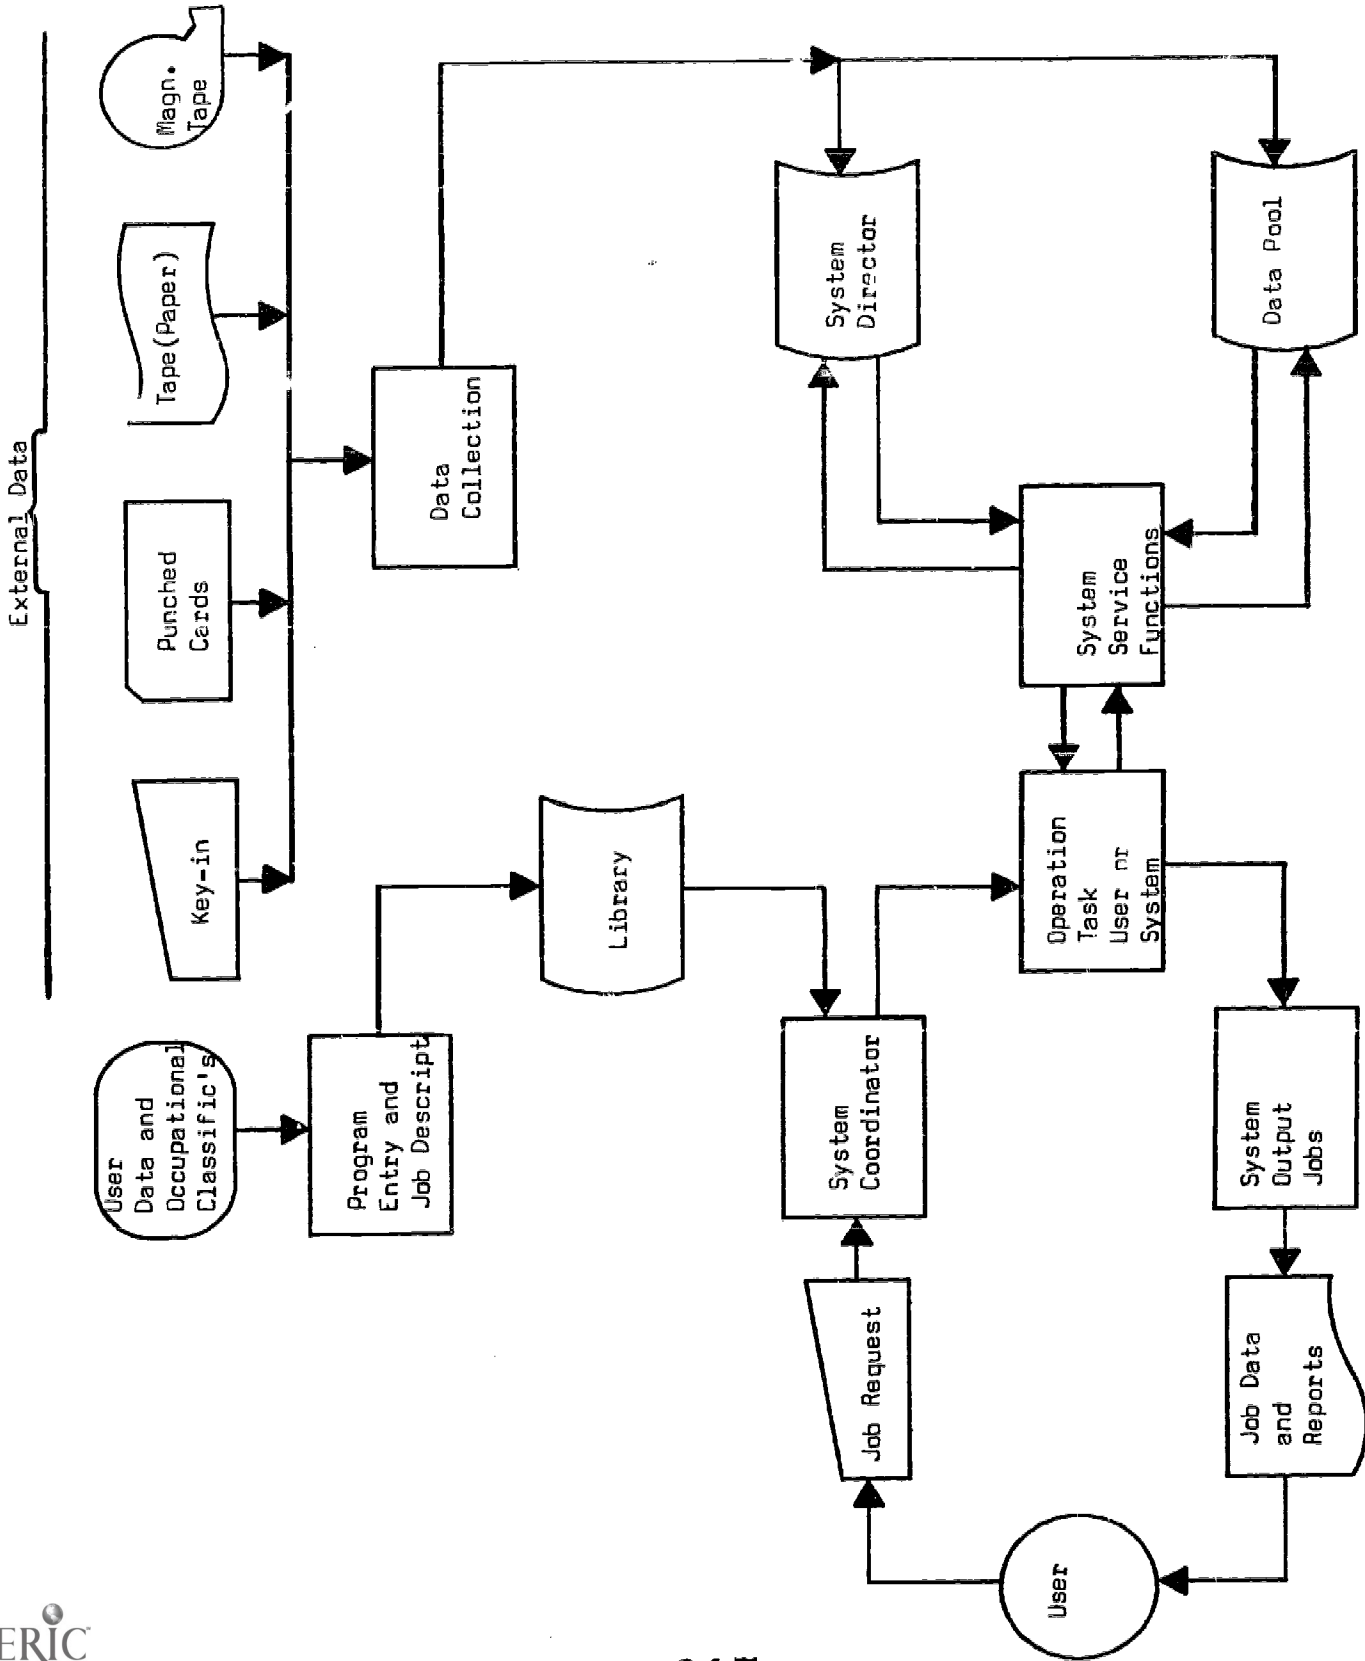 External Data
Key-in
Punched
Cards
Tape(Paper)
Magn.
Tape
User
Data and
Occupational
Classific's
Program
Entry and
Job Descript
Data
Collection
Library
Job Request
System
Coordinator
System
Director
User
Operation
Task
User or
System
System
Service
Functions
Job Data
and
Reports
System
Output
Jobs
Data Pool
ERIC